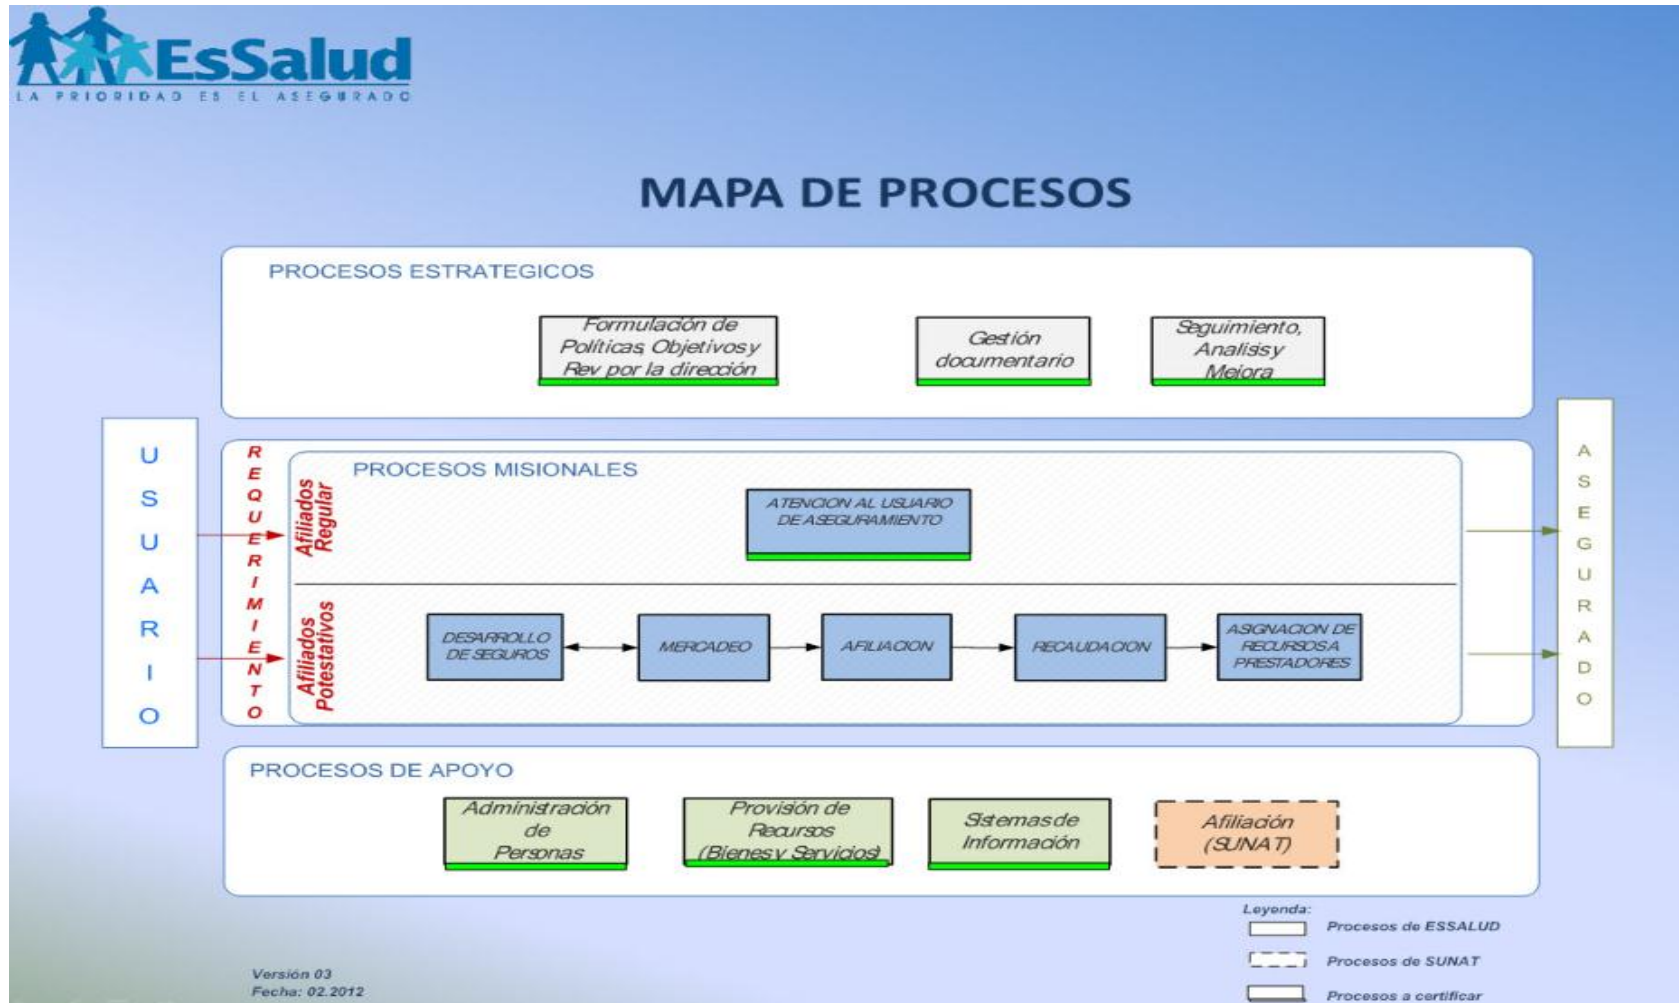 EsSalud
LA PRIORIDAD ES EL ASEGURADO
MAPA DE PROCESOS
PROCESOS ESTRATEGICOS
Formulación de
Políticas, Objetivos y
Rev por la dirección
Gestión
documentario
Seguimiento,
Analisis y
Mejora
USUARIO
REQUERIMIENTO
Afiliados
Regular
PROCESOS MISIONALES
ATENCION AL USUARIO
DE ASEGURAMIENTO
Afiliados
Potestativos
DESARROLLO
DE SEGUROS
MERCADEO
AFILIACION
RECAUDACION
ASIGNACION DE
RECURSOS A
PRESTADORES
ASEGURADO
PROCESOS DE APOYO
Administración
de
Personas
Provisión de
Recursos
(Bienes y Servicios)
Sistemas de
Información
Afiliación
(SUNAT)
Leyenda:
Procesos de ESSALUD
Procesos de SUNAT
Procesos a certificar
Versión 03
Fecha: 02.2012